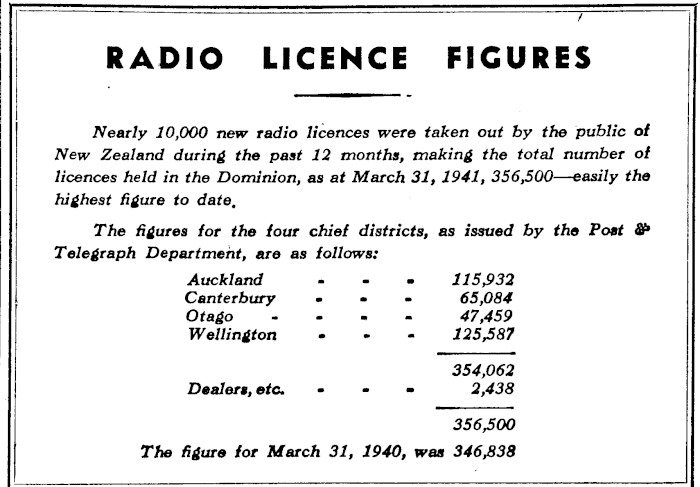 RADIO LICENCE FIGURES
Nearly 10,000 new radio licences were taken out by the public of
New Zealand during the past 12 months, making the total number of
licences held in the Dominion, as at March 31, 1941, 356,500—easily the
highest figure to date.
The figures for the four chief districts, as issued by the Post &
Telegraph Department, are as follows:
Auckland - - - 115,932
Canterbury - - - 65,084
Otago - - - - 47,459
Wellington - - - 125,587
354,062
Dealers, etc. - - - 2,438
356,500
The figure for March 31, 1940, was 346,838